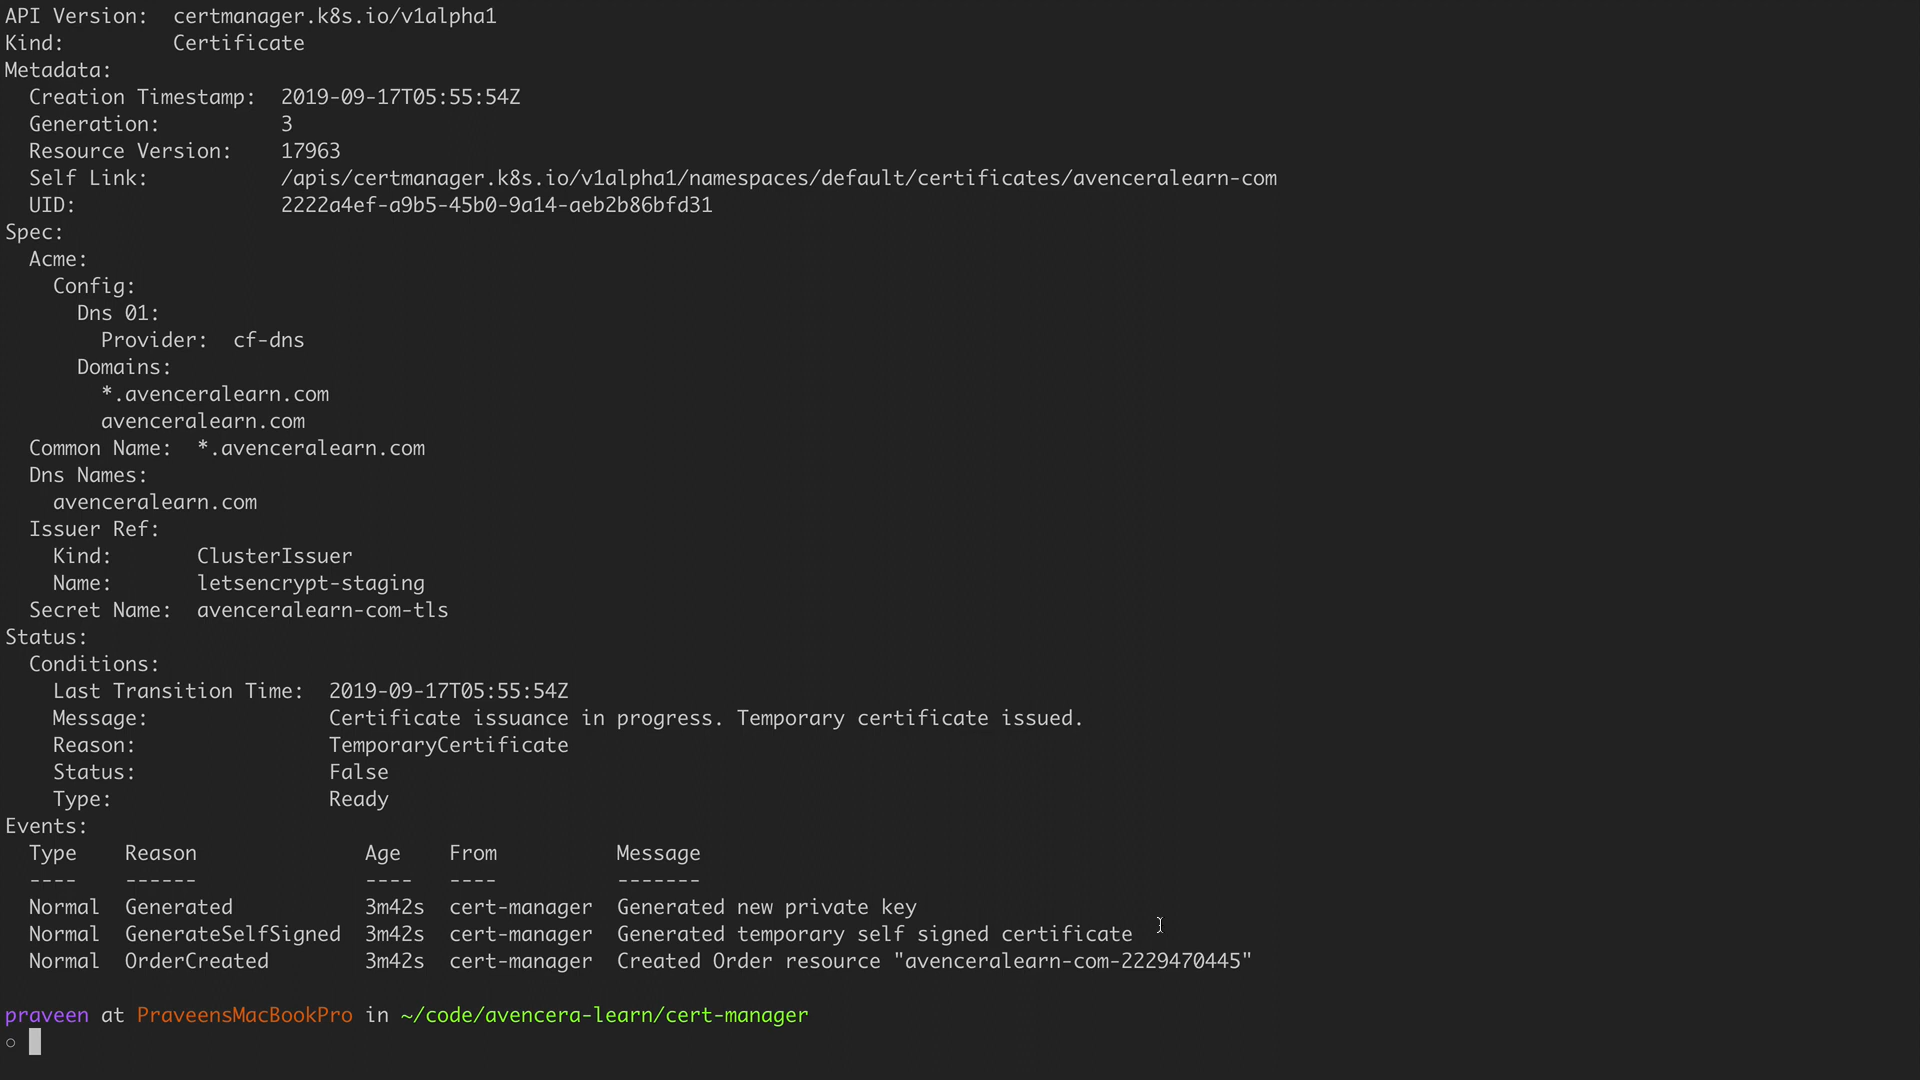 API Version:  certmanager.k8s.io/v1alpha1
Kind:         Certificate
Metadata:
  Creation Timestamp:  2019-09-17T05:55:54Z
  Generation:          3
  Resource Version:    17963
  Self Link:           /apis/certmanager.k8s.io/v1alpha1/namespaces/default/certificates/avenceralearn-com
  UID:                 2222a4ef-a9b5-45b0-9a14-aeb2b86bfd31
Spec:
  Acme:
    Config:
      Dns 01:
        Provider:  cf-dns
      Domains:
        *.avenceralearn.com
        avenceralearn.com
  Common Name:  *.avenceralearn.com
  Dns Names:
    avenceralearn.com
  Issuer Ref:
    Kind:       ClusterIssuer
    Name:       letsencrypt-staging
  Secret Name:  avenceralearn-com-tls
Status:
  Conditions:
    Last Transition Time:  2019-09-17T05:55:54Z
    Message:               Certificate issuance in progress. Temporary certificate issued.
    Reason:                TemporaryCertificate
    Status:                False
    Type:                  Ready
Events:
  Type    Reason              Age    From          Message
  ----    ------              ----   ----          -------
  Normal  Generated           3m42s  cert-manager  Generated new private key
  Normal  GenerateSelfSigned  3m42s  cert-manager  Generated temporary self signed certificate
  Normal  OrderCreated        3m42s  cert-manager  Created Order resource "avenceralearn-com-2229470445"
praveen at PraveensMacBookPro in ~/code/avencera-learn/cert-manager
○